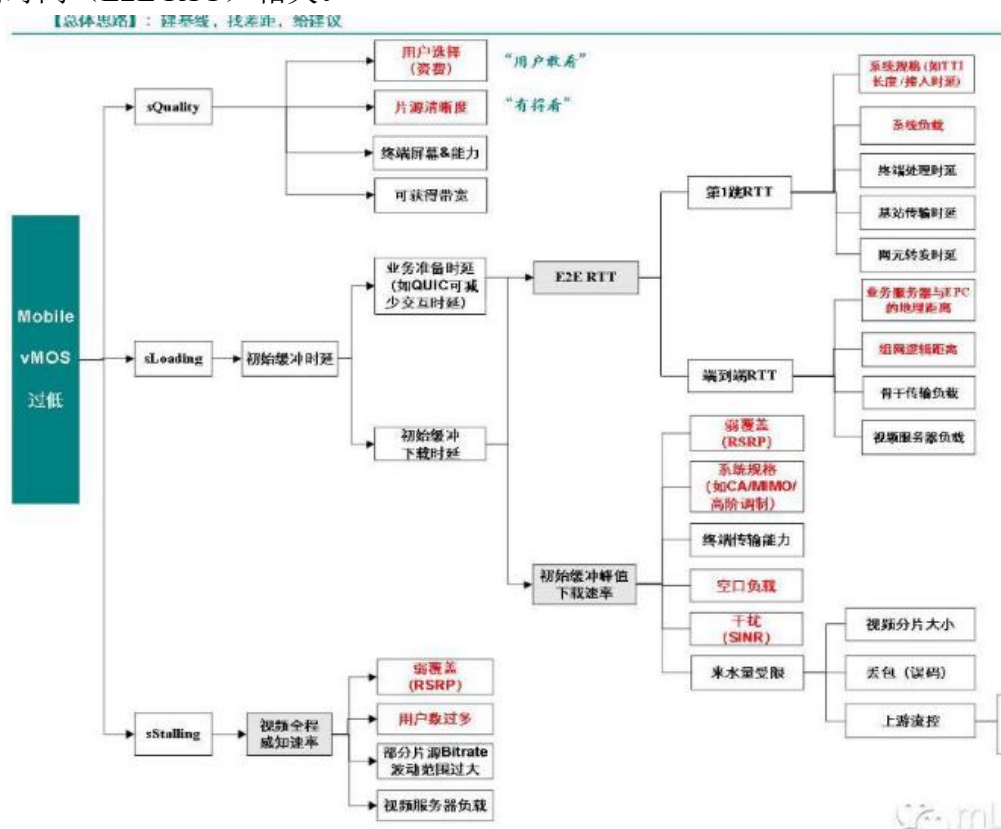 【总体思路】：建基线，找差距，给建议
用户选择
(资费)
“用户敢看”
sQuality
片源清晰度
“有得看”
终端屏幕&能力
可获得带宽
系统规格(如TTI
长度/接入时延)
系统负载
第1跳RTT
终端处理时延
基站传输时延
网元转发时延
Mobile
vMOS
过低
sLoading
初始缓冲时延
业务准备时延
(如QUIC可减
少交互时延)
E2E RTT
端到端RTT
业务服务器与EPC
的地理距离
组网逻辑距离
骨干传输负载
视频服务器负载
初始缓冲
下载时延
初始缓冲峰值
下载速率
弱覆盖
(RSRP)
系统规格
(如CA/MIMO/
高阶调制)
终端传输能力
空口负载
干扰
(SINR)
来水量受限
视频分片大小
丢包（误码）
上游流控
sStalling
视频全程
感知速率
弱覆盖
(RSRP)
用户数过多
部分片源Bitrate
波动范围过大
视频服务器负载